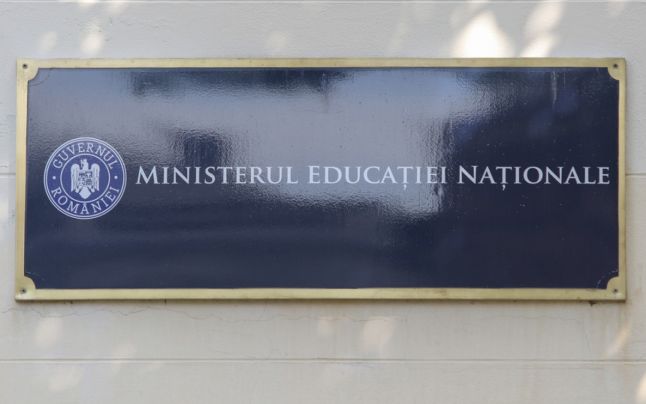 GUVERNUL
ROMÂNIEI
MINISTERUL EDUCAȚIEI NAȚIONALE